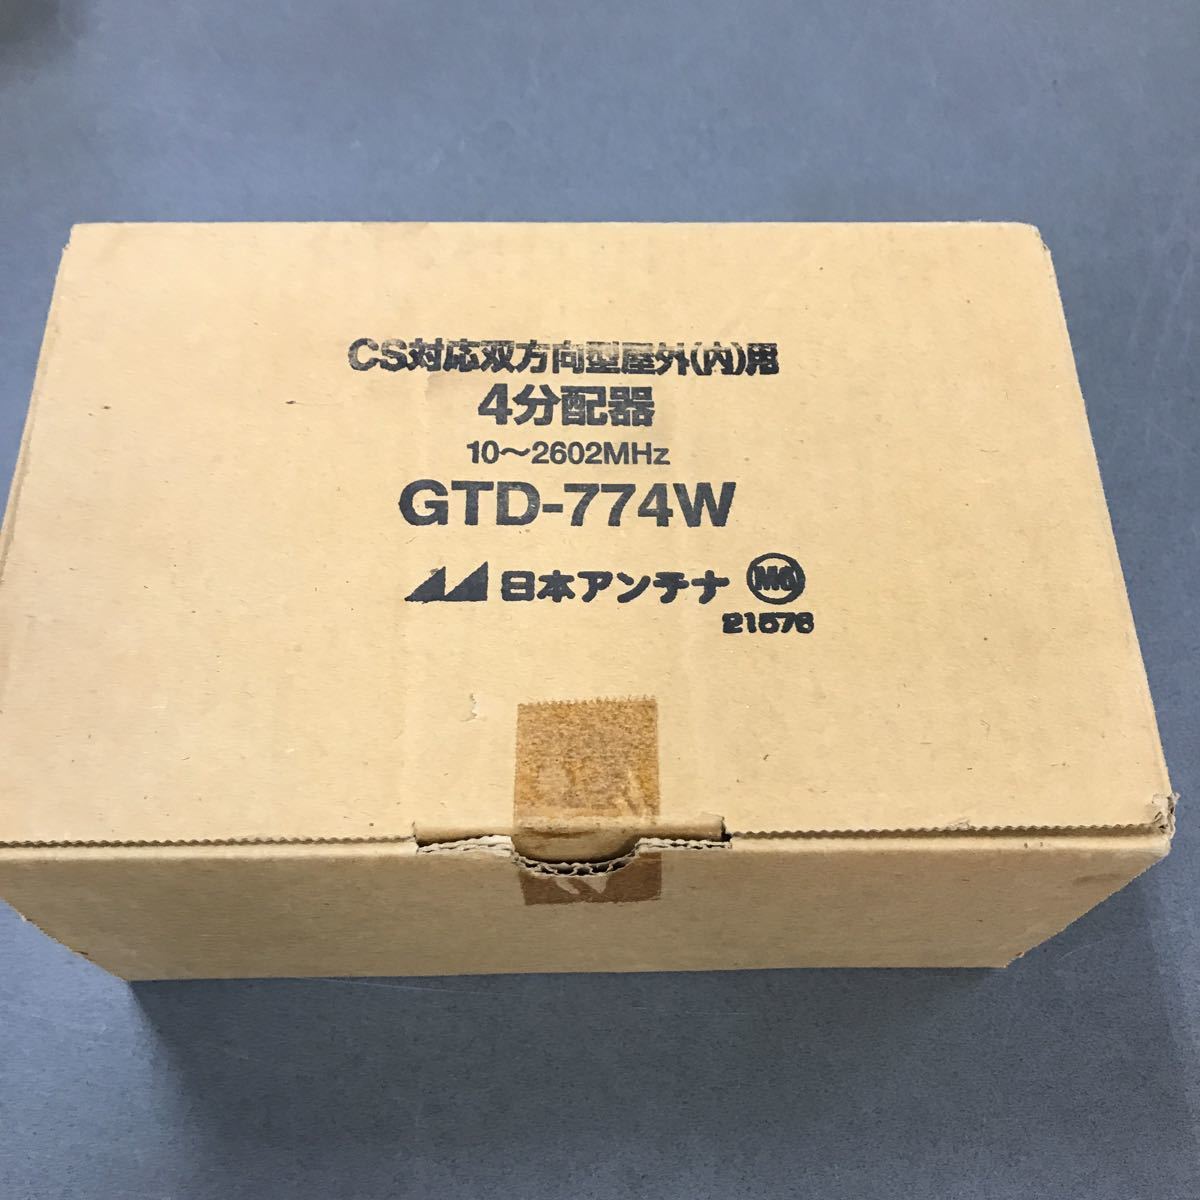 CS対応双方向型屋外(内)用
4分配器
10～2602MHz
GTD-774W
日本アンテナ M6
21576